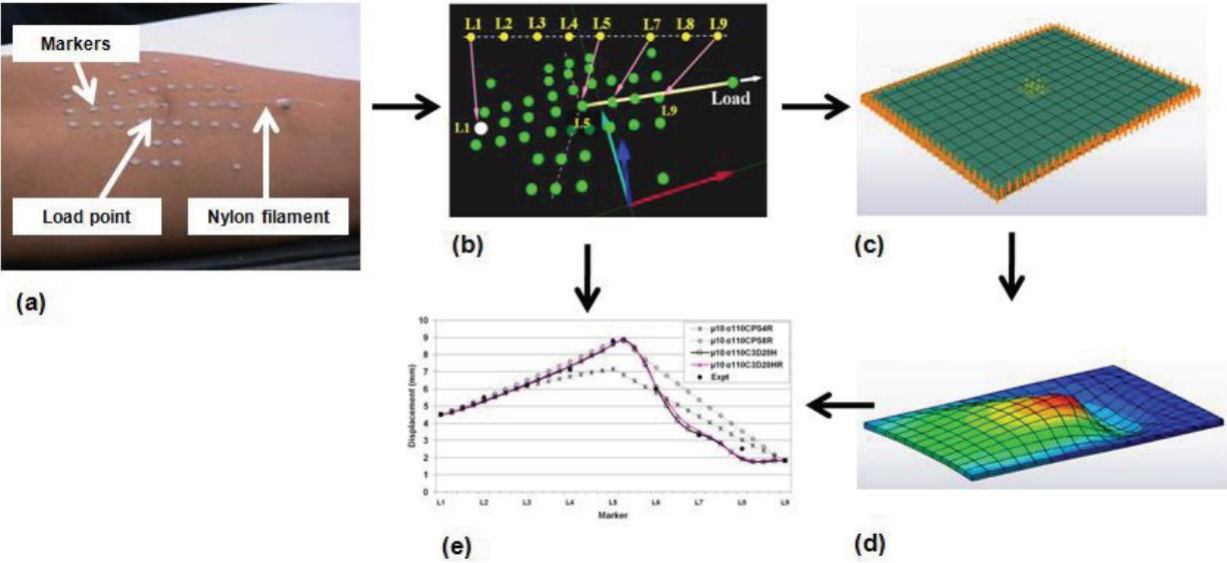 Markers
Load point
Nylon filament
(a)
L1 L2 L3 L4 L5 L7 L8 L9
Load
L9
L5
L1
(b)
(c)
10
9
8
7
6
5
4
3
2
1
0
Displacement (mm)
L1 L2 L3 L4 L5 L6 L7 L8 L9
Marker
μ10 α110CPS4R
μ10 α110CPS8R
μ10 α110C3D20H
μ10 α110C3D20HR
Expt
(e)
(d)